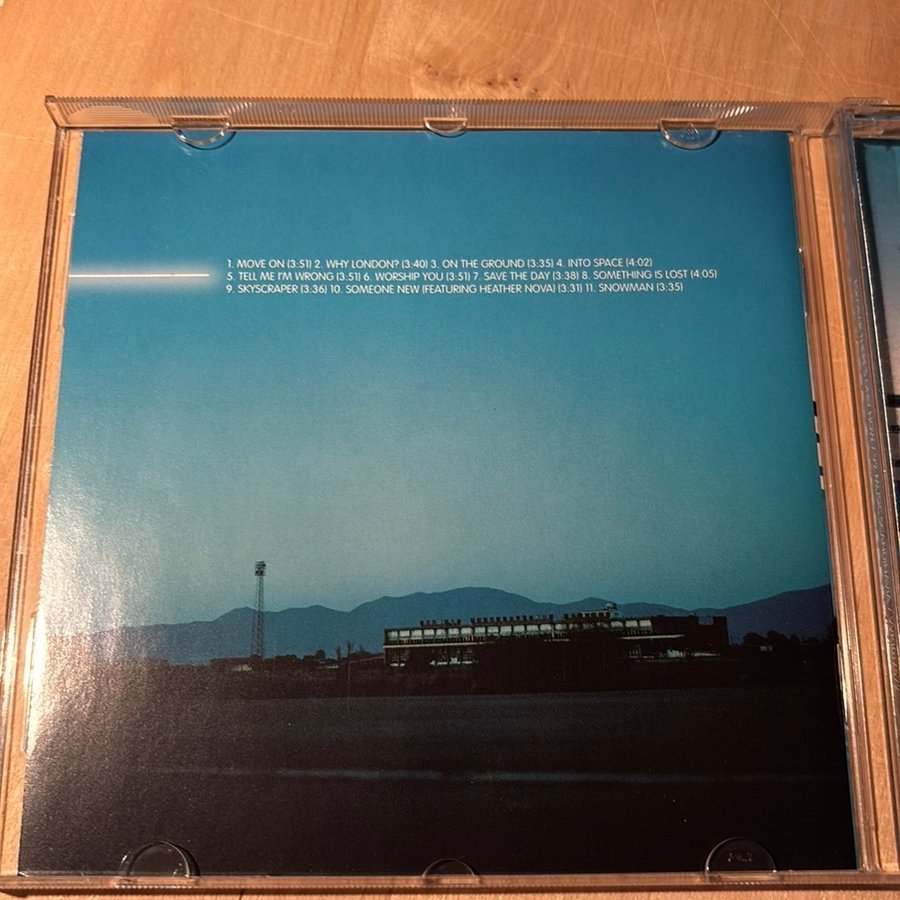 1. MOVE ON (3:51) 2. WHY LONDON? (3:40) 3. ON THE GROUND (3.35) 4. INTO SPACE (4:02)
5. TELL ME I'M WRONG (3:51) 6. WORSHIP YOU (3.51) 7. SAVE THE DAY (3.38) 8. SOMETHING IS LOST (4:05)
9. SKYSCRAPER (3.36) 10. SOMEONE NEW (FEATURING HEATHER NOVA) (3:31) 11. SNOWMAN (3:35)